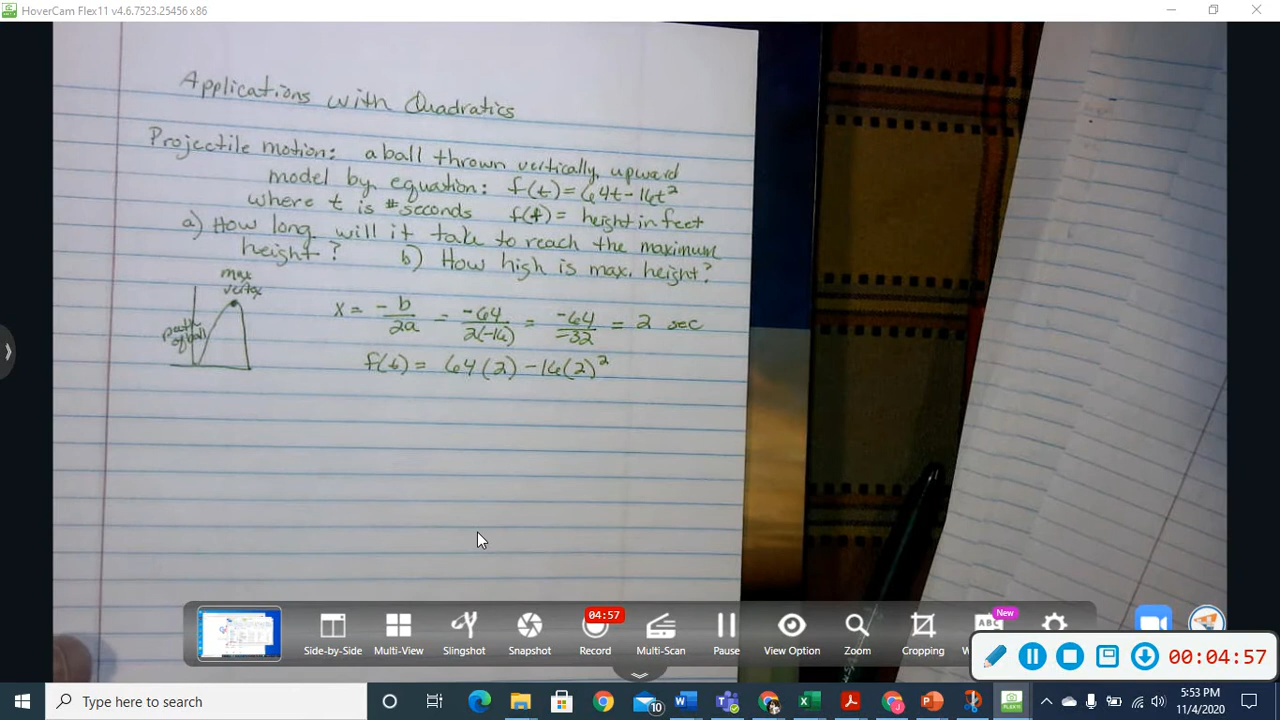 HoverCam Flex11 v4.6.7523.25456 x86
Applications with Quadratics
Projectile motion: a ball thrown vertically, upward
model by equation: f(t) = 64t - 16t²
where t is # seconds f(t) = height in feet
a) How long will it take to reach the maximum
height? b) How high is max. height?
max
vertex
path
of ball
x = - b/2a = -64/2(-16) = -64/-32 = 2 sec
f(t) = 64(2) - 16(2)²
04:57
New
ABC
Side-by-Side Multi-View Slingshot Snapshot Record Multi-Scan Pause View Option Zoom Cropping
00:04:57
Type here to search
10
FLEX11
5:53 PM
11/4/2020